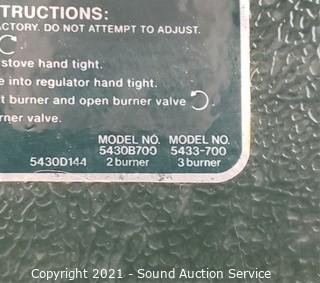 STRUCTIONS:
ACTORY. DO NOT ATTEMPT TO ADJUST.
stove hand tight.
e into regulator hand tight.
t burner and open burner valve
rner valve.
MODEL NO. MODEL NO.
5430B700 5433-700
5430D144 2 burner 3 burner
Copyright 2021 - Sound Auction Service